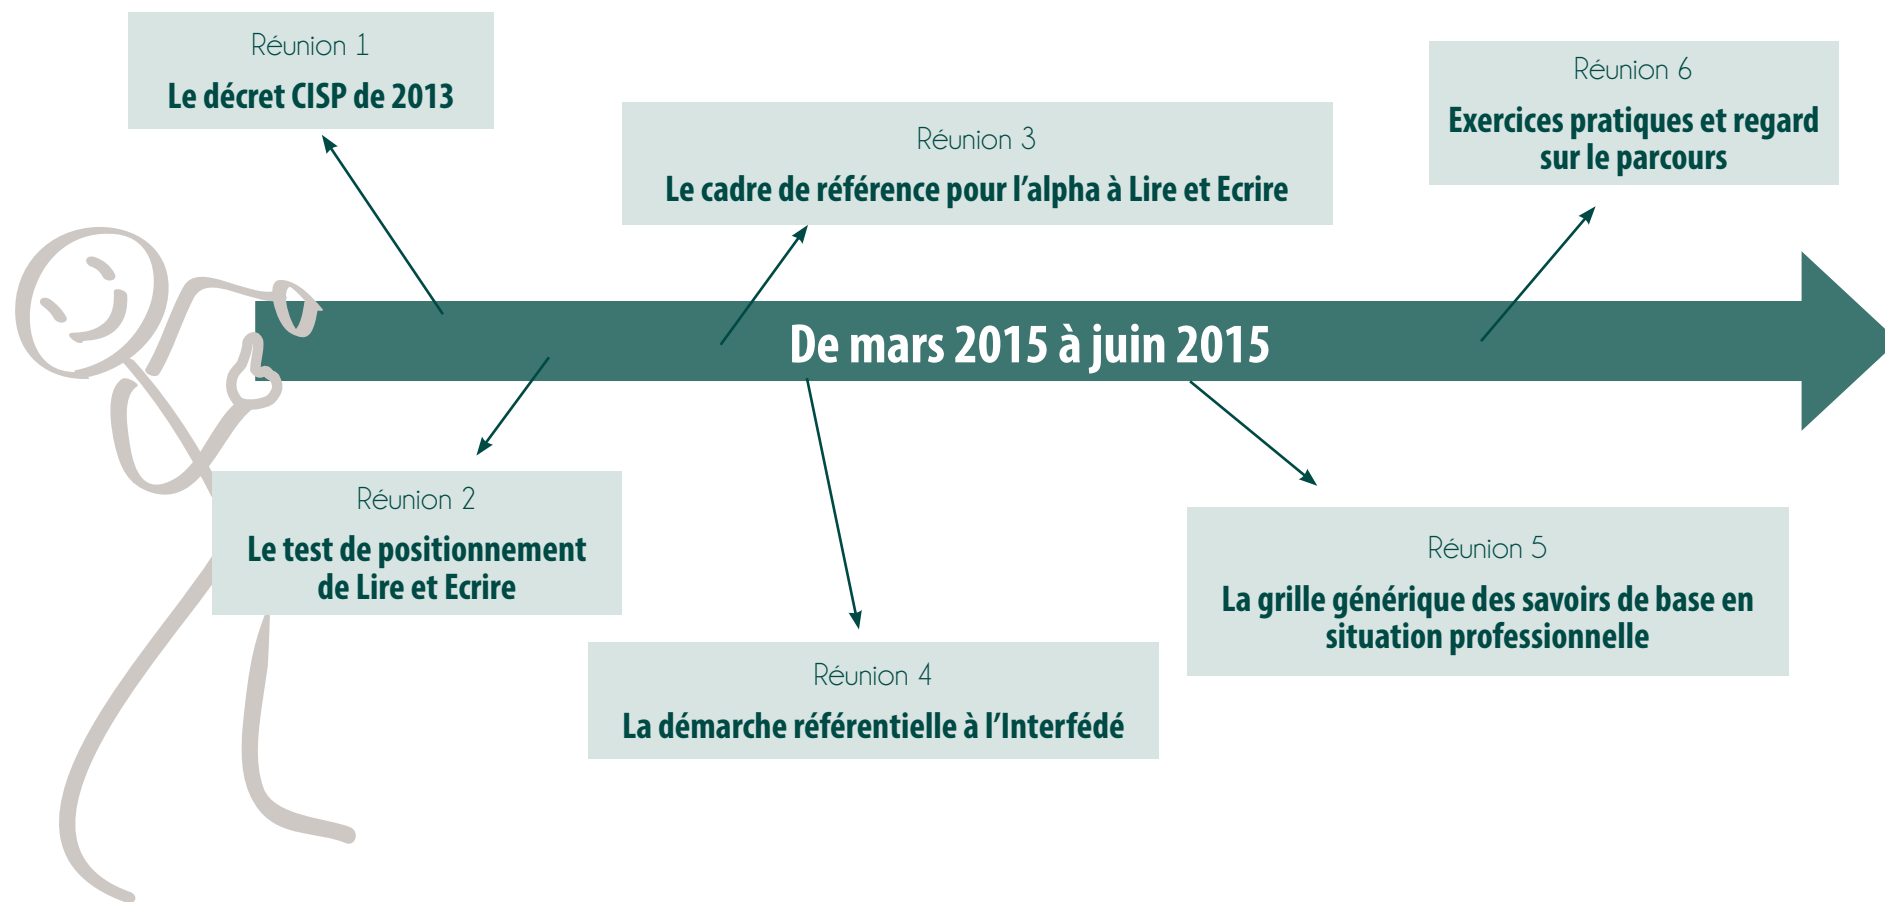 Réunion 1
Le décret CISP de 2013
Réunion 3
Le cadre de référence pour l’alpha à Lire et Ecrire
Réunion 6
Exercices pratiques et regard
sur le parcours
De mars 2015 à juin 2015
Réunion 2
Le test de positionnement
de Lire et Ecrire
Réunion 4
La démarche référentielle à l’Interfédé
Réunion 5
La grille générique des savoirs de base en
situation professionnelle